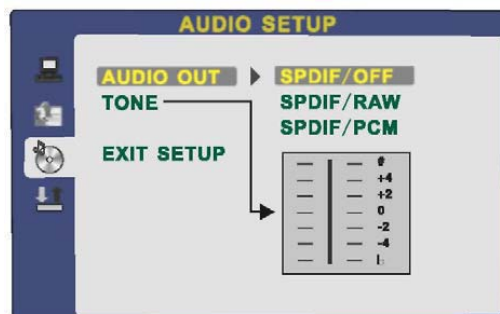 AUDIO SETUP
AUDIO OUT
SPDIF/OFF
TONE
SPDIF/RAW
SPDIF/PCM
EXIT SETUP
#
+4
+2
0
-2
-4